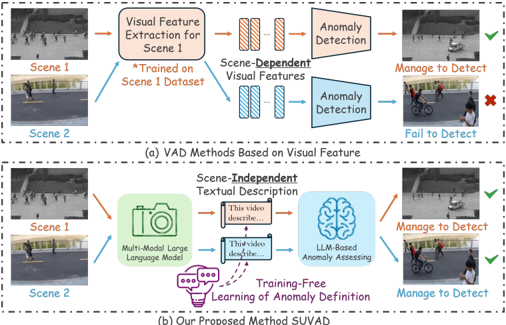 Visual Feature
Extraction for
Scene 1
Scene 1
*Trained on
Scene 1 Dataset
Scene-Dependent
Visual Features
Anomaly
Detection
Manage to Detect
Scene 2
Anomaly
Detection
Fail to Detect
(a) VAD Methods Based on Visual Feature
Scene-Independent
Textual Description
Scene 1
Scene 2
Multi-Modal Large
Language Model
This video
describe...
This video
describe...
LLM-Based
Anomaly Assessing
Manage to Detect
Manage to Detect
Training-Free
Learning of Anomaly Definition
(b) Our Proposed Method SUVAD